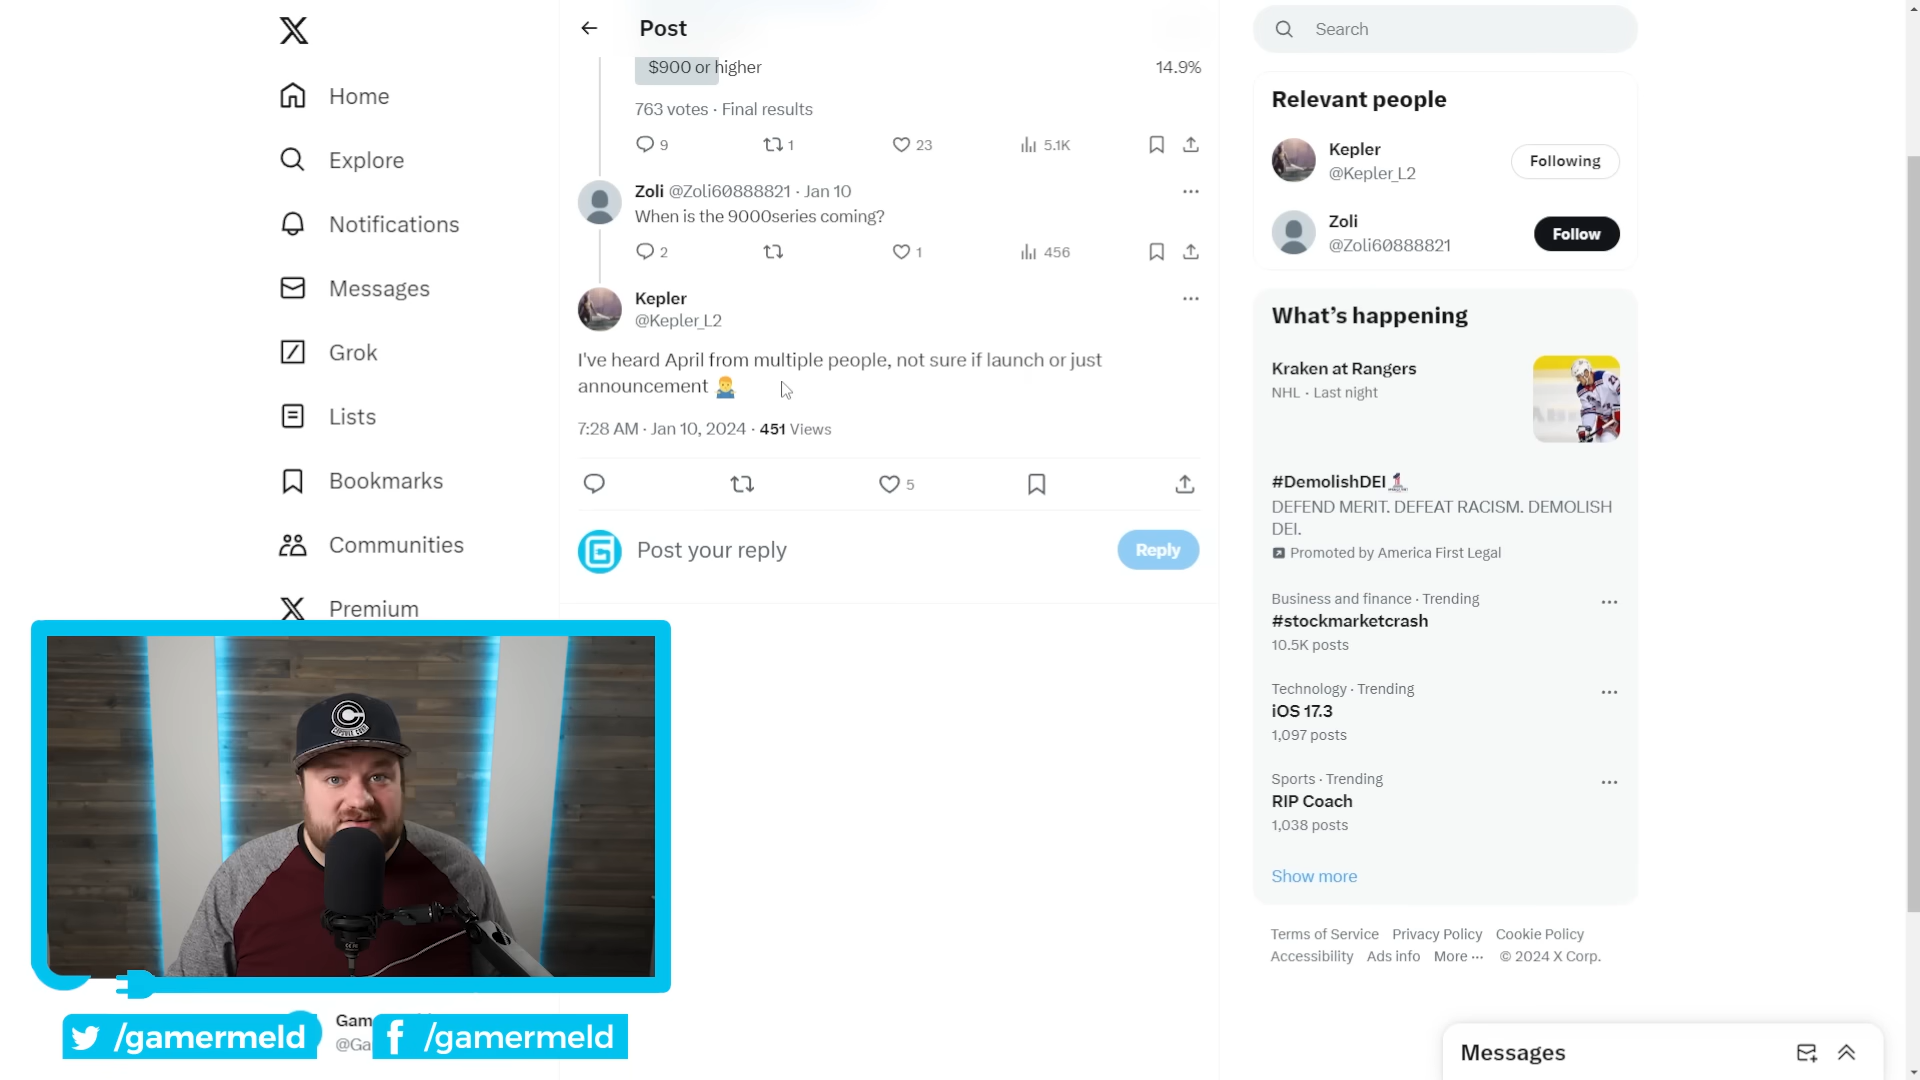 Home
Explore
Notifications
Messages
Grok
Lists
Bookmarks
Communities
Premium
Post
$900 or higher 14.9%
763 votes · Final results
9 1 23 5.1K
Zoli @Zoli60888821 · Jan 10
When is the 9000series coming?
2 1 456
Kepler
@Kepler_L2
I've heard April from multiple people, not sure if launch or just
announcement 🤷‍♂️
7:28 AM · Jan 10, 2024 · 451 Views
5
Post your reply
Reply
Search
Relevant people
Kepler
@Kepler_L2
Following
Zoli
@Zoli60888821
Follow
What's happening
Kraken at Rangers
NHL · Last night
#DemolishDEI
DEFEND MERIT. DEFEAT RACISM. DEMOLISH
DEI.
Promoted by America First Legal
Business and finance · Trending
#stockmarketcrash
10.5K posts
Technology · Trending
iOS 17.3
1,097 posts
Sports · Trending
RIP Coach
1,038 posts
Show more
Terms of Service Privacy Policy Cookie Policy
Accessibility Ads info More ··· © 2024 X Corp.
Messages
/gamermeld
/gamermeld